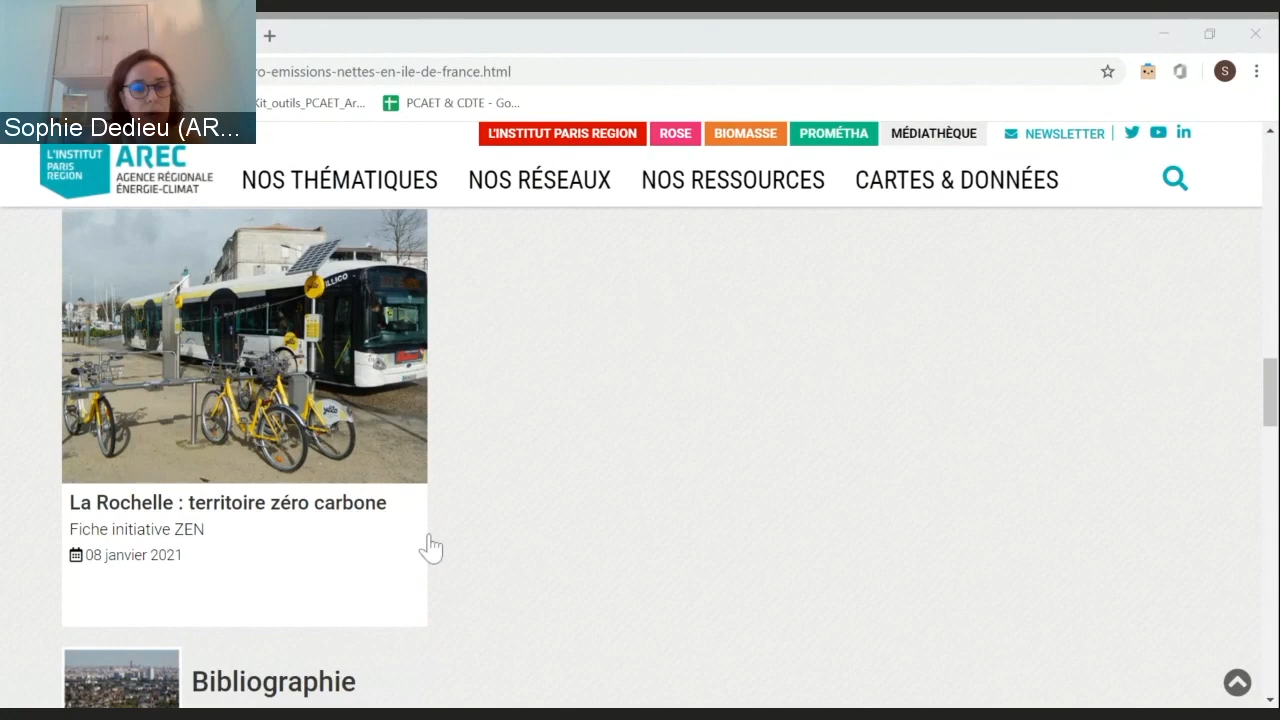 Sophie Dedieu (AR...
+
ro-emissions-nettes-en-ile-de-france.html
S
Kit_outils_PCAET_Ar...
PCAET & CDTE - Go...
L'INSTITUT PARIS REGION
ROSE
BIOMASSE
PROMÉTHA
MÉDIATHÈQUE
NEWSLETTER
L'INSTITUT
PARIS
REGION
AREC
AGENCE RÉGIONALE
ÉNERGIE-CLIMAT
NOS THÉMATIQUES
NOS RÉSEAUX
NOS RESSOURCES
CARTES & DONNÉES
ILLICO
yélo
La Rochelle : territoire zéro carbone
Fiche initiative ZEN
08 janvier 2021
Bibliographie